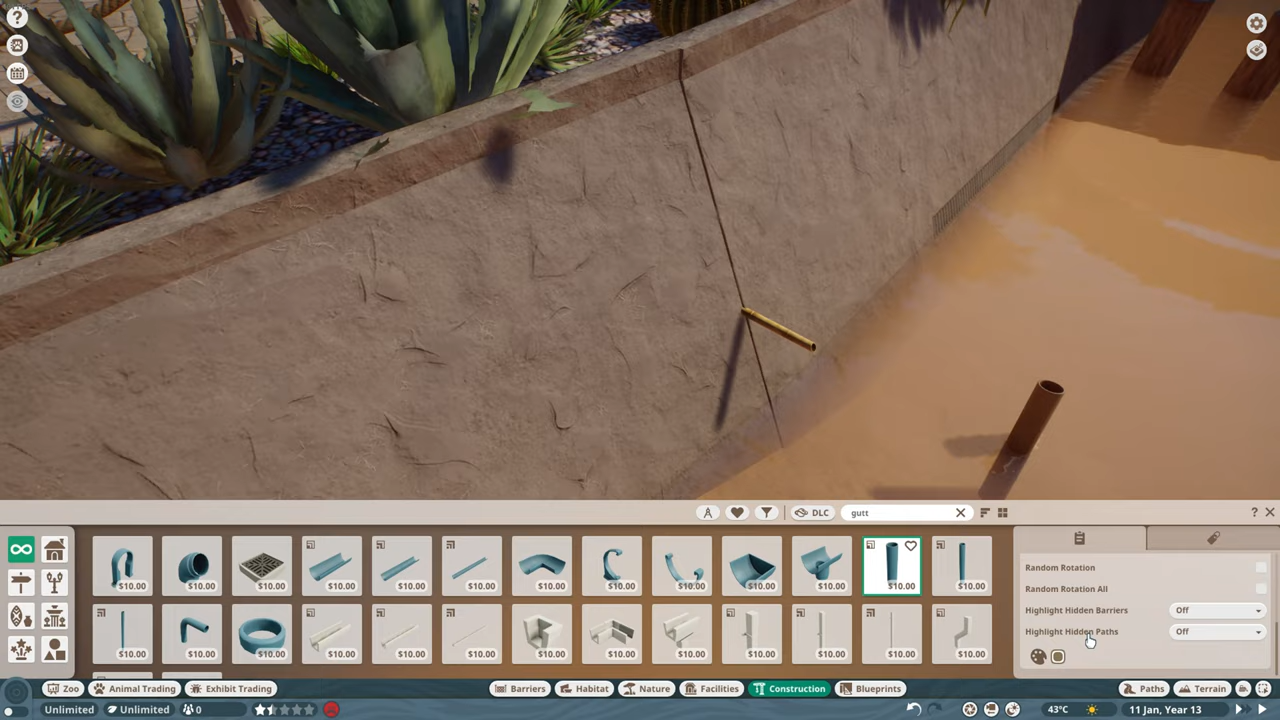 DLC
gutt
?
$10.00 $10.00 $10.00 $10.00 $10.00 $10.00 $10.00 $10.00 $10.00 $10.00 $10.00 $10.00 $10.00
$10.00 $10.00 $10.00 $10.00 $10.00 $10.00 $10.00 $10.00 $10.00 $10.00 $10.00 $10.00 $10.00
Random Rotation
Random Rotation All
Highlight Hidden Barriers Off
Highlight Hidden Paths Off
Zoo Animal Trading Exhibit Trading Barriers Habitat Nature Facilities Construction Blueprints Paths Terrain
Unlimited Unlimited 0 43°C 11 Jan, Year 13